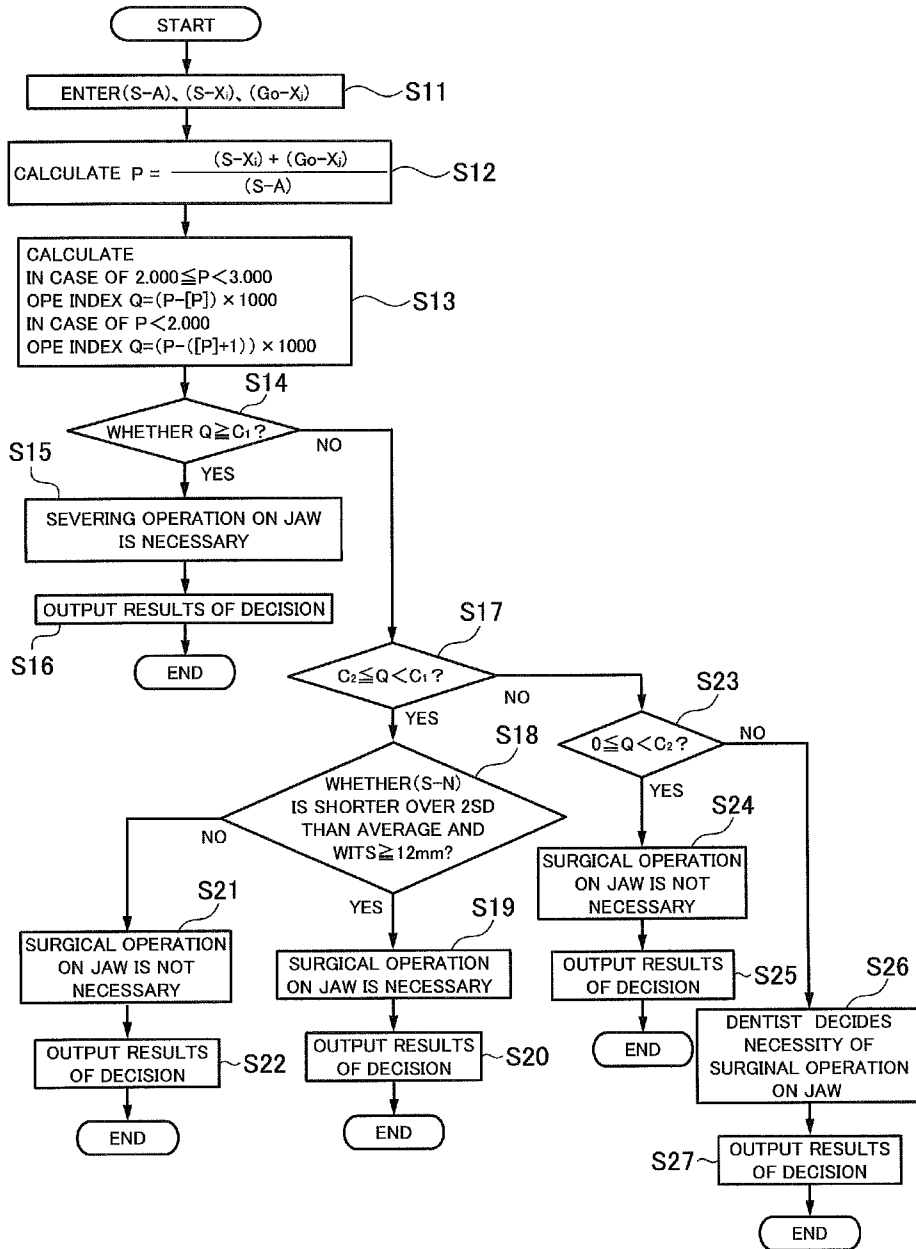 START
ENTER(S-A)、(S-Xi)、(Go-Xj)
S11
CALCULATE P = (S-Xi) + (Go-Xj)
(S-A)
S12
CALCULATE
IN CASE OF 2.000≦P<3.000
OPE INDEX Q=(P-[P])×1000
IN CASE OF P<2.000
OPE INDEX Q=(P-([P]+1))×1000
S13
S14
WHETHER Q≧C1?
NO
YES
S15
SEVERING OPERATION ON JAW
IS NECESSARY
OUTPUT RESULTS OF DECISION
S16
END
S17
C2≦Q<C1?
NO
YES
S23
0≦Q<C2?
NO
YES
S18
WHETHER(S-N)
IS SHORTER OVER 2SD
THAN AVERAGE AND
WITS≧12mm?
NO
YES
S24
SURGICAL OPERATION
ON JAW IS NOT
NECESSARY
OUTPUT RESULTS
OF DECISION
S25
END
S21
SURGICAL OPERATION
ON JAW IS NOT
NECESSARY
OUTPUT RESULTS
OF DECISION
S22
END
S19
SURGICAL OPERATION
ON JAW IS NECESSARY
OUTPUT RESULTS
OF DECISION
S20
END
S26
DENTIST DECIDES
NECESSITY OF
SURGINAL OPERATION
ON JAW
OUTPUT RESULTS
OF DECISION
S27
END